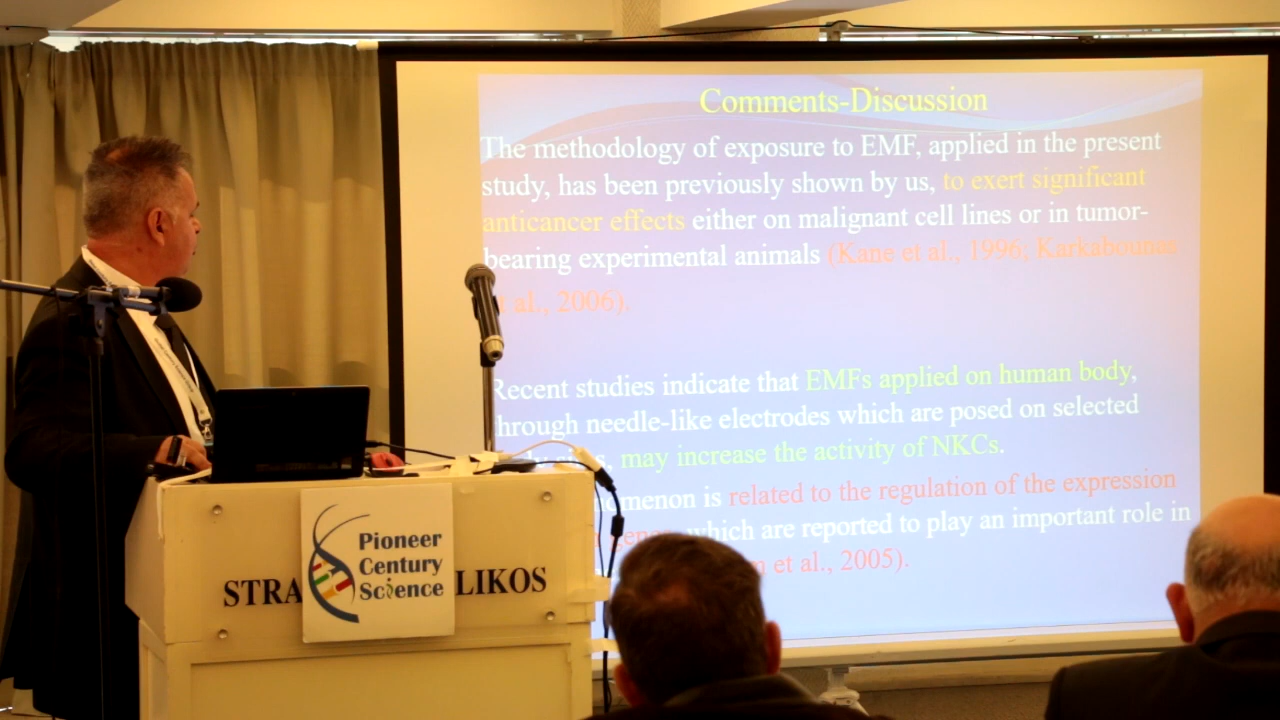 Comments-Discussion
The methodology of exposure to EMF, applied in the present
study, has been previously shown by us, to exert significant
anticancer effects either on malignant cell lines or in tumor-
bearing experimental animals (Kane et al., 1996; Karkabounas
et al., 2006).
Recent studies indicate that EMFs applied on human body,
through needle-like electrodes which are posed on selected
may increase the activity of NKCs.
is related to the regulation of the expression
which are reported to play an important role in
et al., 2005).
Pioneer
Century
Science
STRA LIKOS